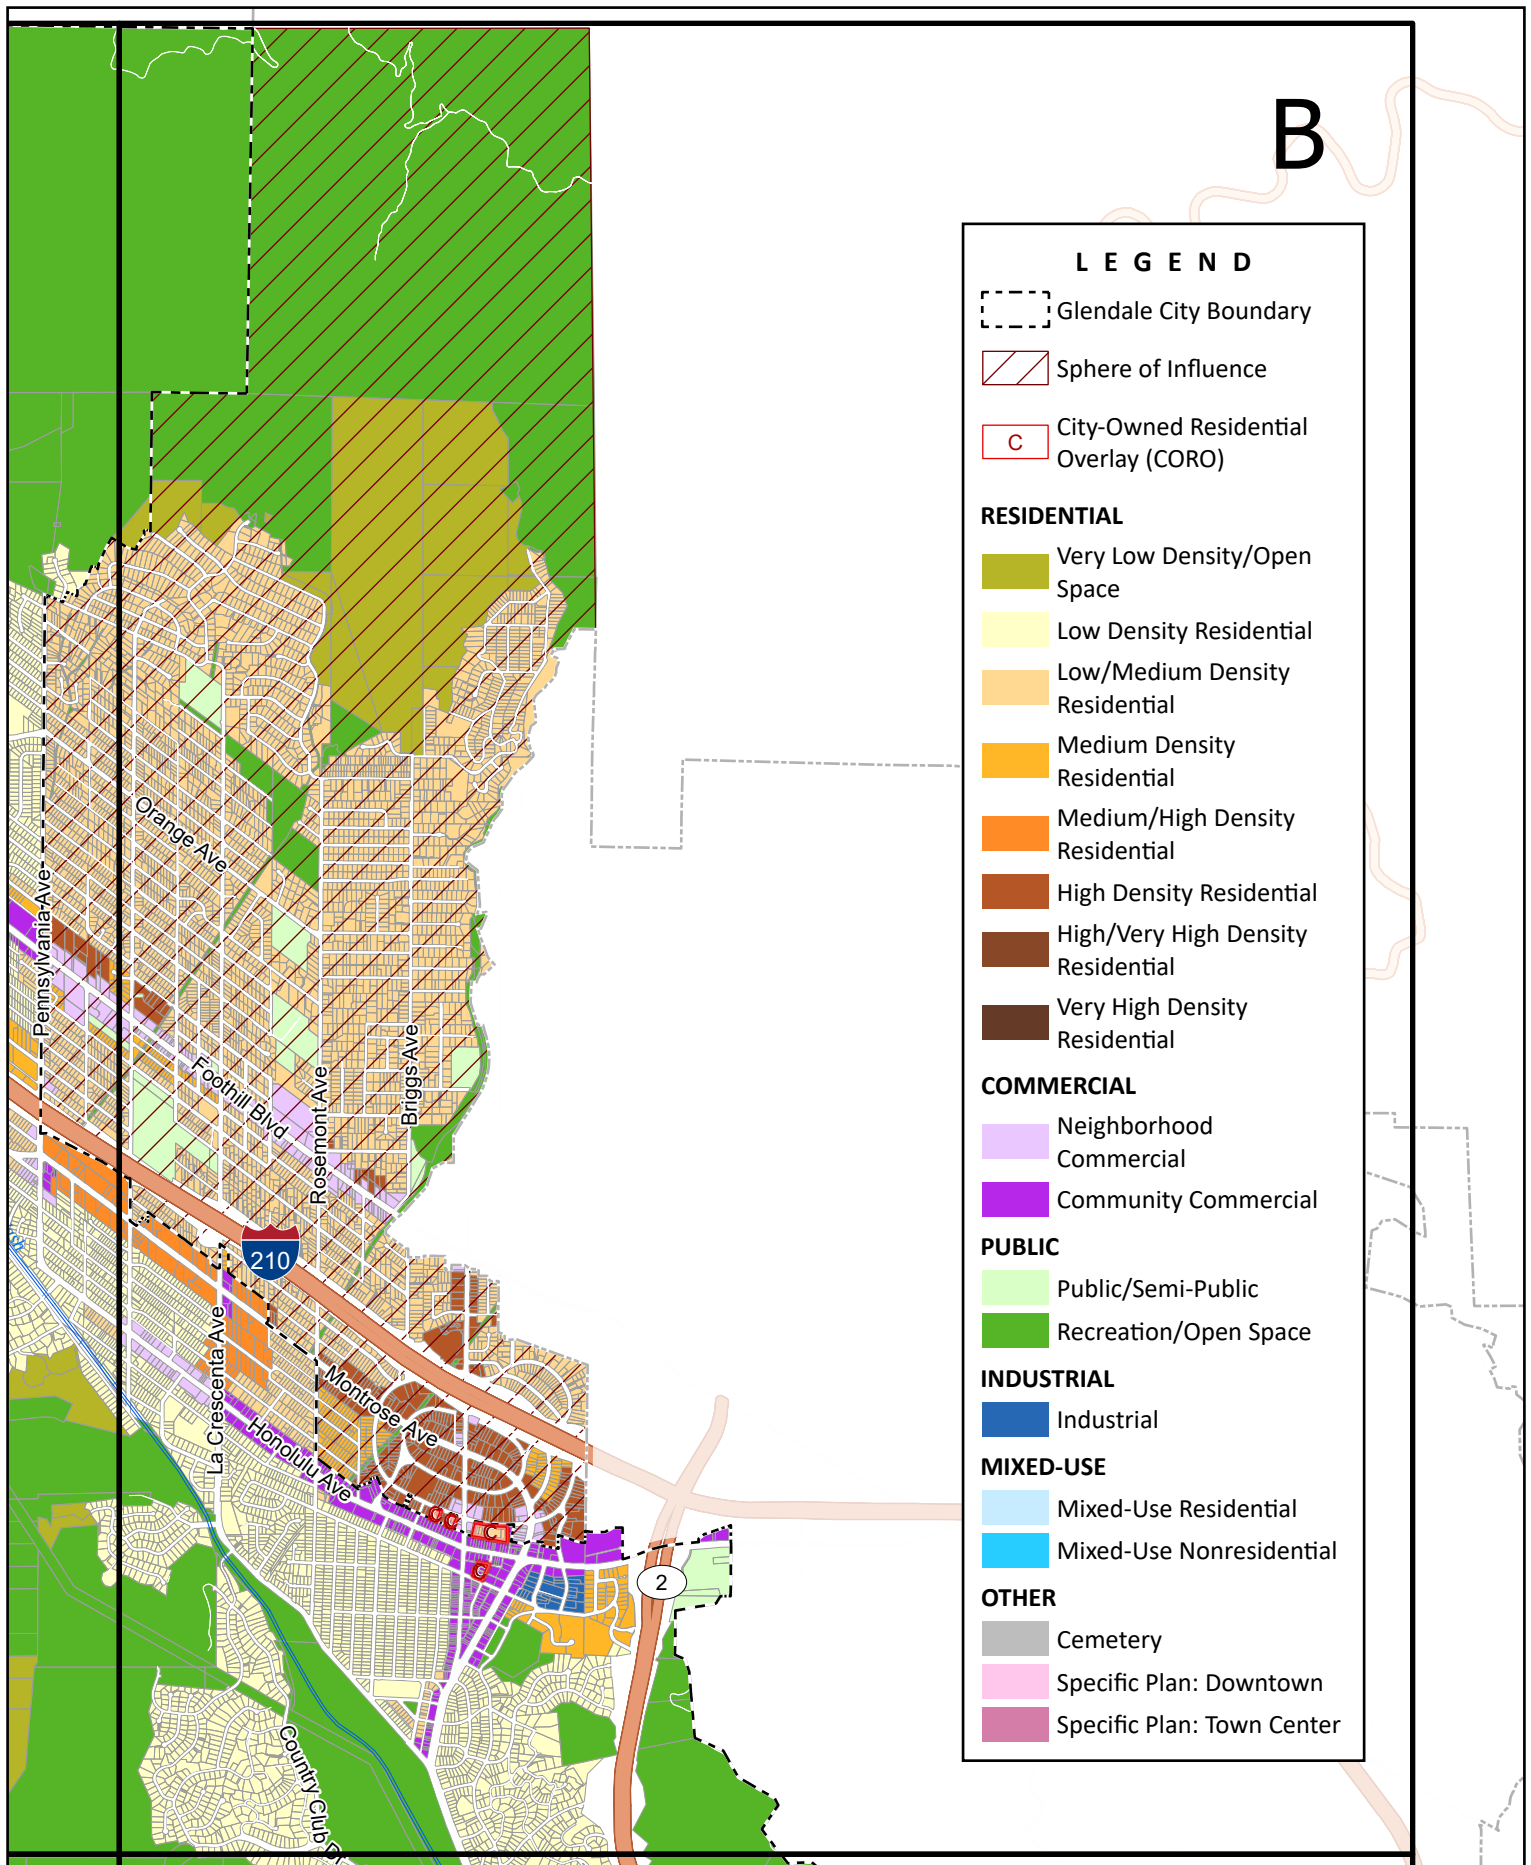 B
L E G E N D
Glendale City Boundary
Sphere of Influence
C
City-Owned Residential
Overlay (CORO)
RESIDENTIAL
Very Low Density/Open
Space
Low Density Residential
Low/Medium Density
Residential
Medium Density
Residential
Medium/High Density
Residential
High Density Residential
High/Very High Density
Residential
Very High Density
Residential
COMMERCIAL
Neighborhood
Commercial
Community Commercial
PUBLIC
Public/Semi-Public
Recreation/Open Space
INDUSTRIAL
Industrial
MIXED-USE
Mixed-Use Residential
Mixed-Use Nonresidential
OTHER
Cemetery
Specific Plan: Downtown
Specific Plan: Town Center
Orange Ave
Pennsylvania Ave
Foothill Blvd
Rosemont Ave
Briggs Ave
210
La Crescenta Ave
Montrose Ave
Honolulu Ave
C
C
C
C
2
Country Club Dr